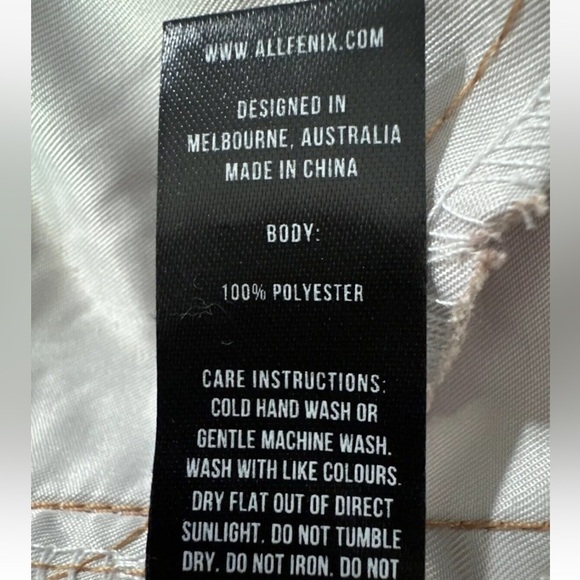 WWW.ALLFENIX.COM
DESIGNED IN
MELBOURNE, AUSTRALIA
MADE IN CHINA
BODY:
100% POLYESTER
CARE INSTRUCTIONS:
COLD HAND WASH OR
GENTLE MACHINE WASH.
WASH WITH LIKE COLOURS.
DRY FLAT OUT OF DIRECT
SUNLIGHT. DO NOT TUMBLE
DRY. DO NOT IRON. DO NOT